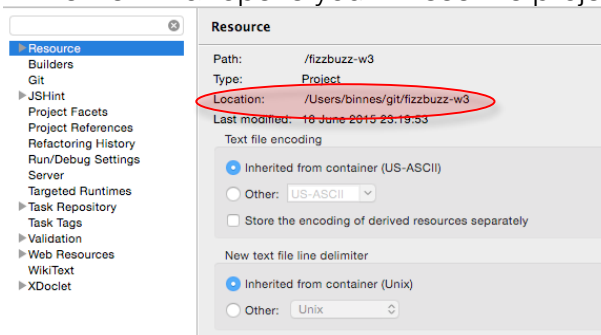 Resource
Resource
Builders
Git
JSHint
Project Facets
Project References
Refactoring History
Run/Debug Settings
Server
Targeted Runtimes
Task Repository
Task Tags
Validation
Web Resources
WikiText
XDoclet
Path: /fizzbuzz-w3
Type: Project
Location: /Users/binnes/git/fizzbuzz-w3
Last modified: 18 June 2015 23:19:53
Text file encoding
Inherited from container (US-ASCII)
Other: US-ASCII
Store the encoding of derived resources separately
New text file line delimiter
Inherited from container (Unix)
Other: Unix